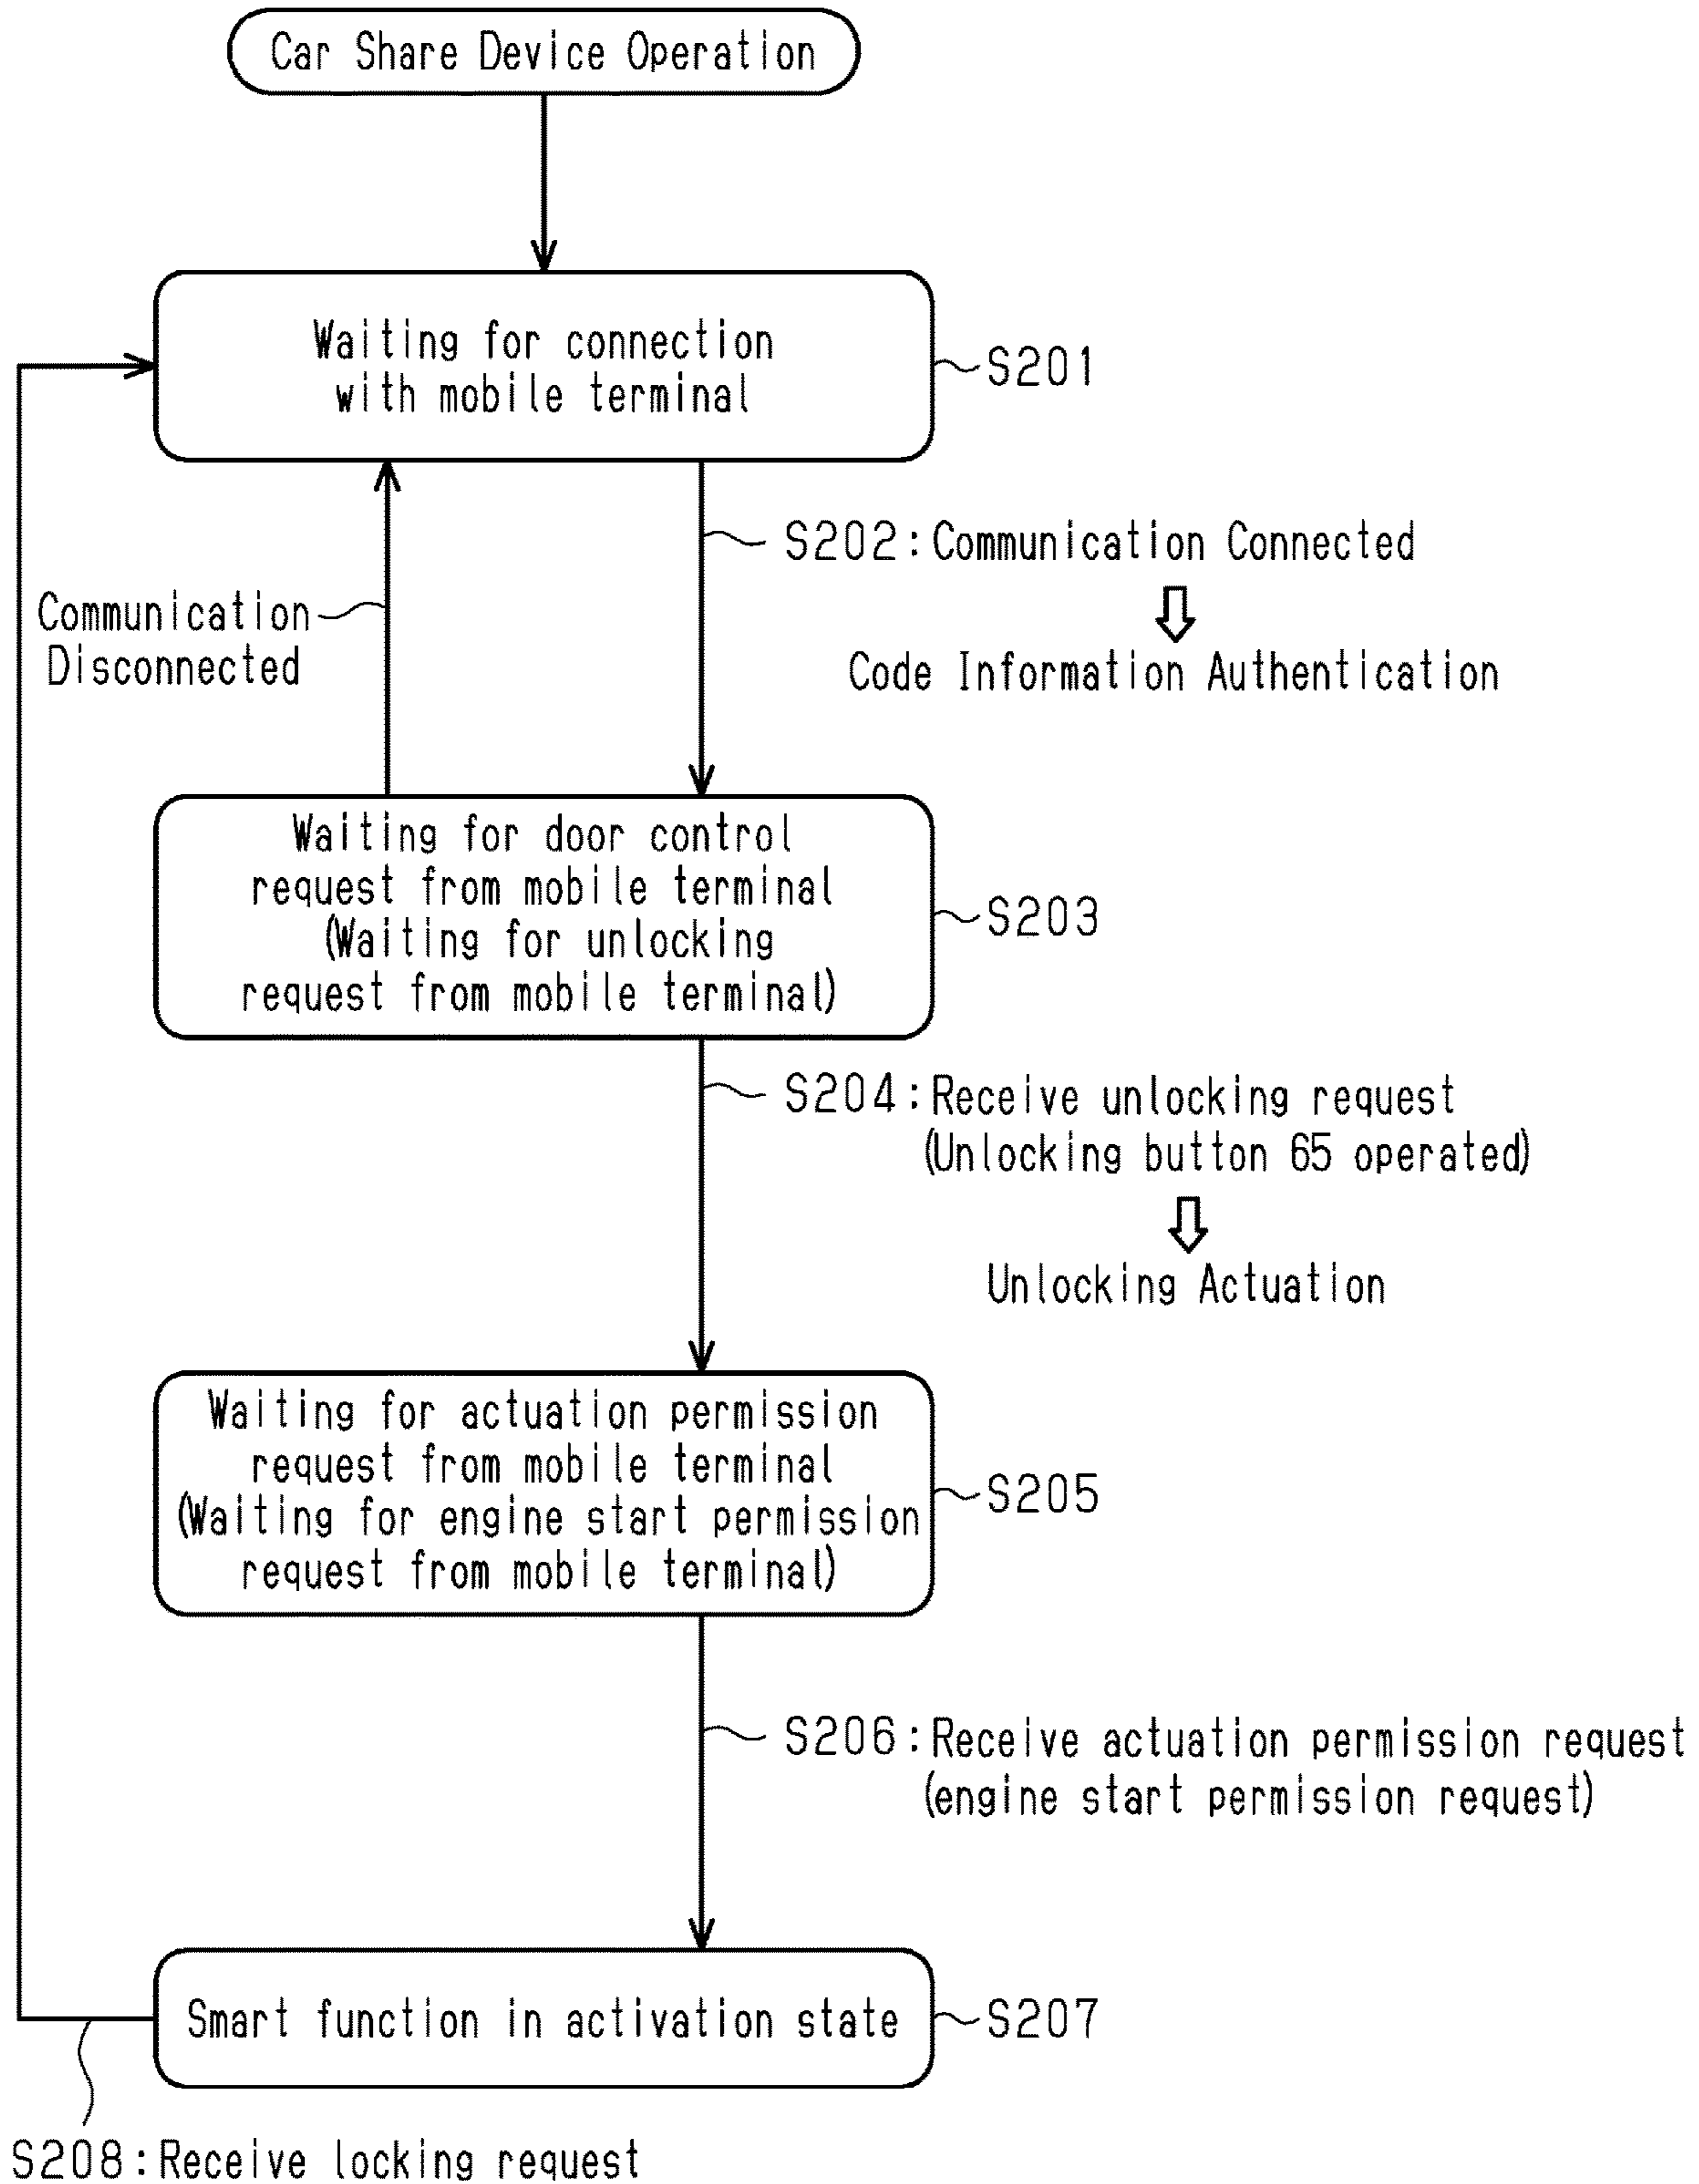 Car Share Device Operation
Waiting for connection
with mobile terminal
S201
S202:Communication Connected
Code Information Authentication
Communication
Disconnected
Waiting for door control
request from mobile terminal
(Waiting for unlocking
request from mobile terminal)
S203
S204:Receive unlocking request
(Unlocking button 65 operated)
Unlocking Actuation
Waiting for actuation permission
request from mobile terminal
(Waiting for engine start permission
request from mobile terminal)
S205
S206:Receive actuation permission request
(engine start permission request)
Smart function in activation state
S207
S208:Receive locking request